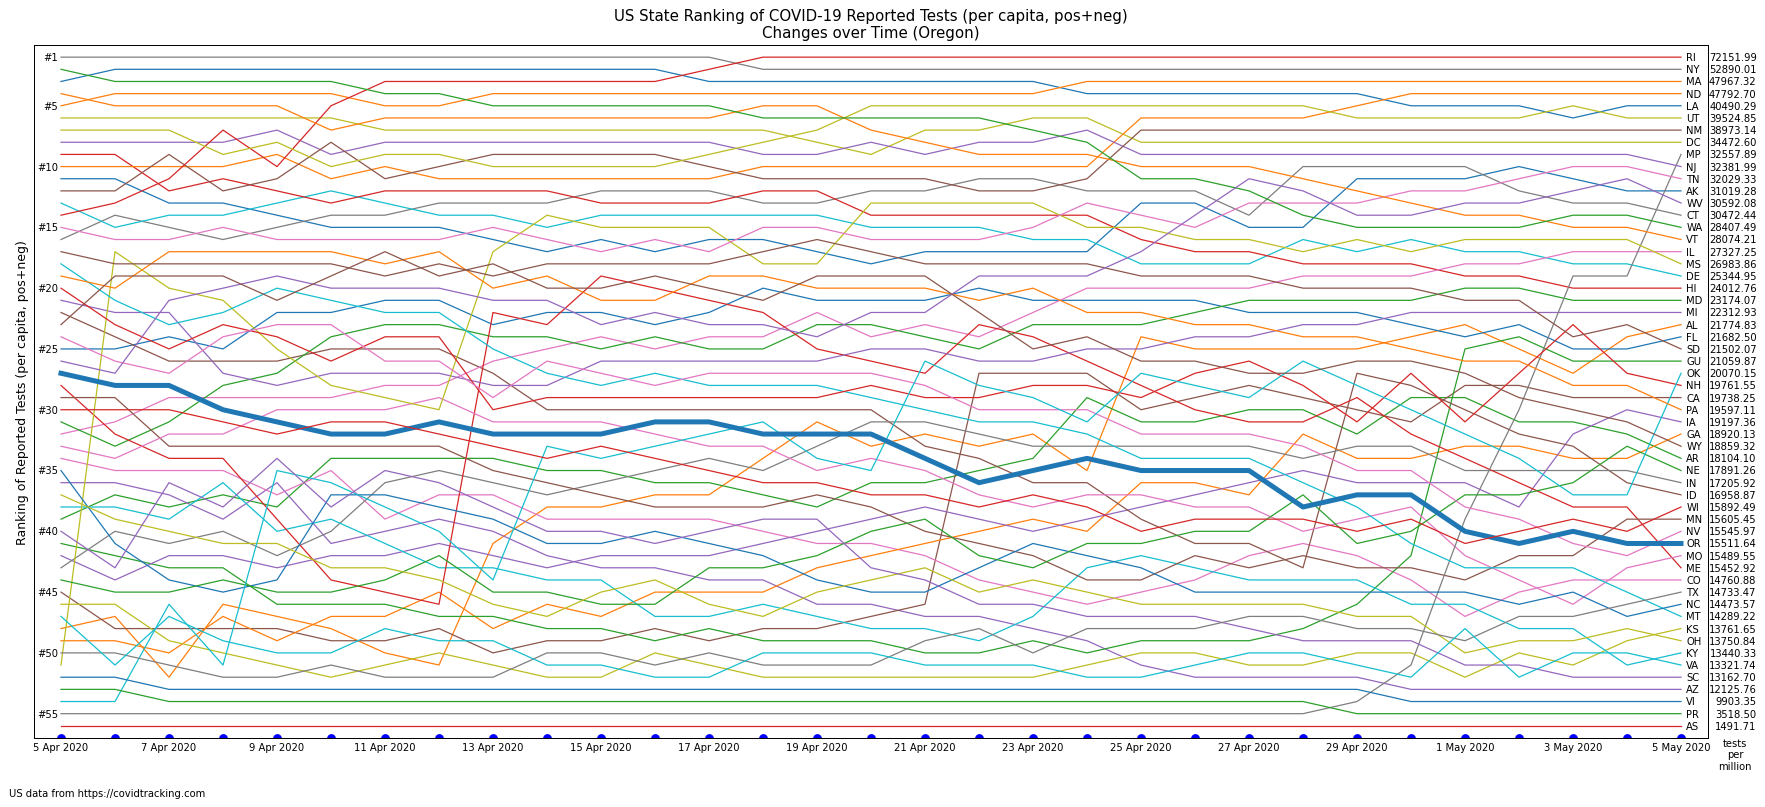 US State Ranking of COVID-19 Reported Tests (per capita, pos+neg)
Changes over Time (Oregon)
Ranking of Reported Tests (per capita, pos+neg)
#1
#5
#10
#15
#20
#25
#30
#35
#40
#45
#50
#55
RI 72151.99
NY 52890.01
MA 47967.32
ND 47792.70
LA 40490.29
UT 39524.85
NM 38973.14
DC 34472.60
MP 32557.89
NJ 32381.99
TN 32029.33
AK 31019.28
WV 30592.08
CT 30472.44
WA 28407.49
VT 28074.21
IL 27327.25
MS 26983.86
DE 25344.95
HI 24012.76
MD 23174.07
MI 22312.93
AL 21774.83
FL 21682.50
SD 21502.07
GU 21059.87
OK 20070.15
NH 19761.55
CA 19738.25
PA 19597.11
IA 19197.36
GA 18920.13
WY 18859.32
AR 18104.10
NE 17891.26
IN 17205.92
ID 16958.87
WI 15892.49
MN 15605.45
NV 15545.97
OR 15511.64
MO 15489.55
ME 15452.92
CO 14760.88
TX 14733.47
NC 14473.57
MT 14289.22
KS 13761.65
OH 13750.84
KY 13440.33
VA 13321.74
SC 13162.70
AZ 12125.76
VI 9903.35
PR 3518.50
AS 1491.71
5 Apr 2020 7 Apr 2020 9 Apr 2020 11 Apr 2020 13 Apr 2020 15 Apr 2020 17 Apr 2020 19 Apr 2020 21 Apr 2020 23 Apr 2020 25 Apr 2020 27 Apr 2020 29 Apr 2020 1 May 2020 3 May 2020 5 May 2020
tests
per
million
US data from https://covidtracking.com